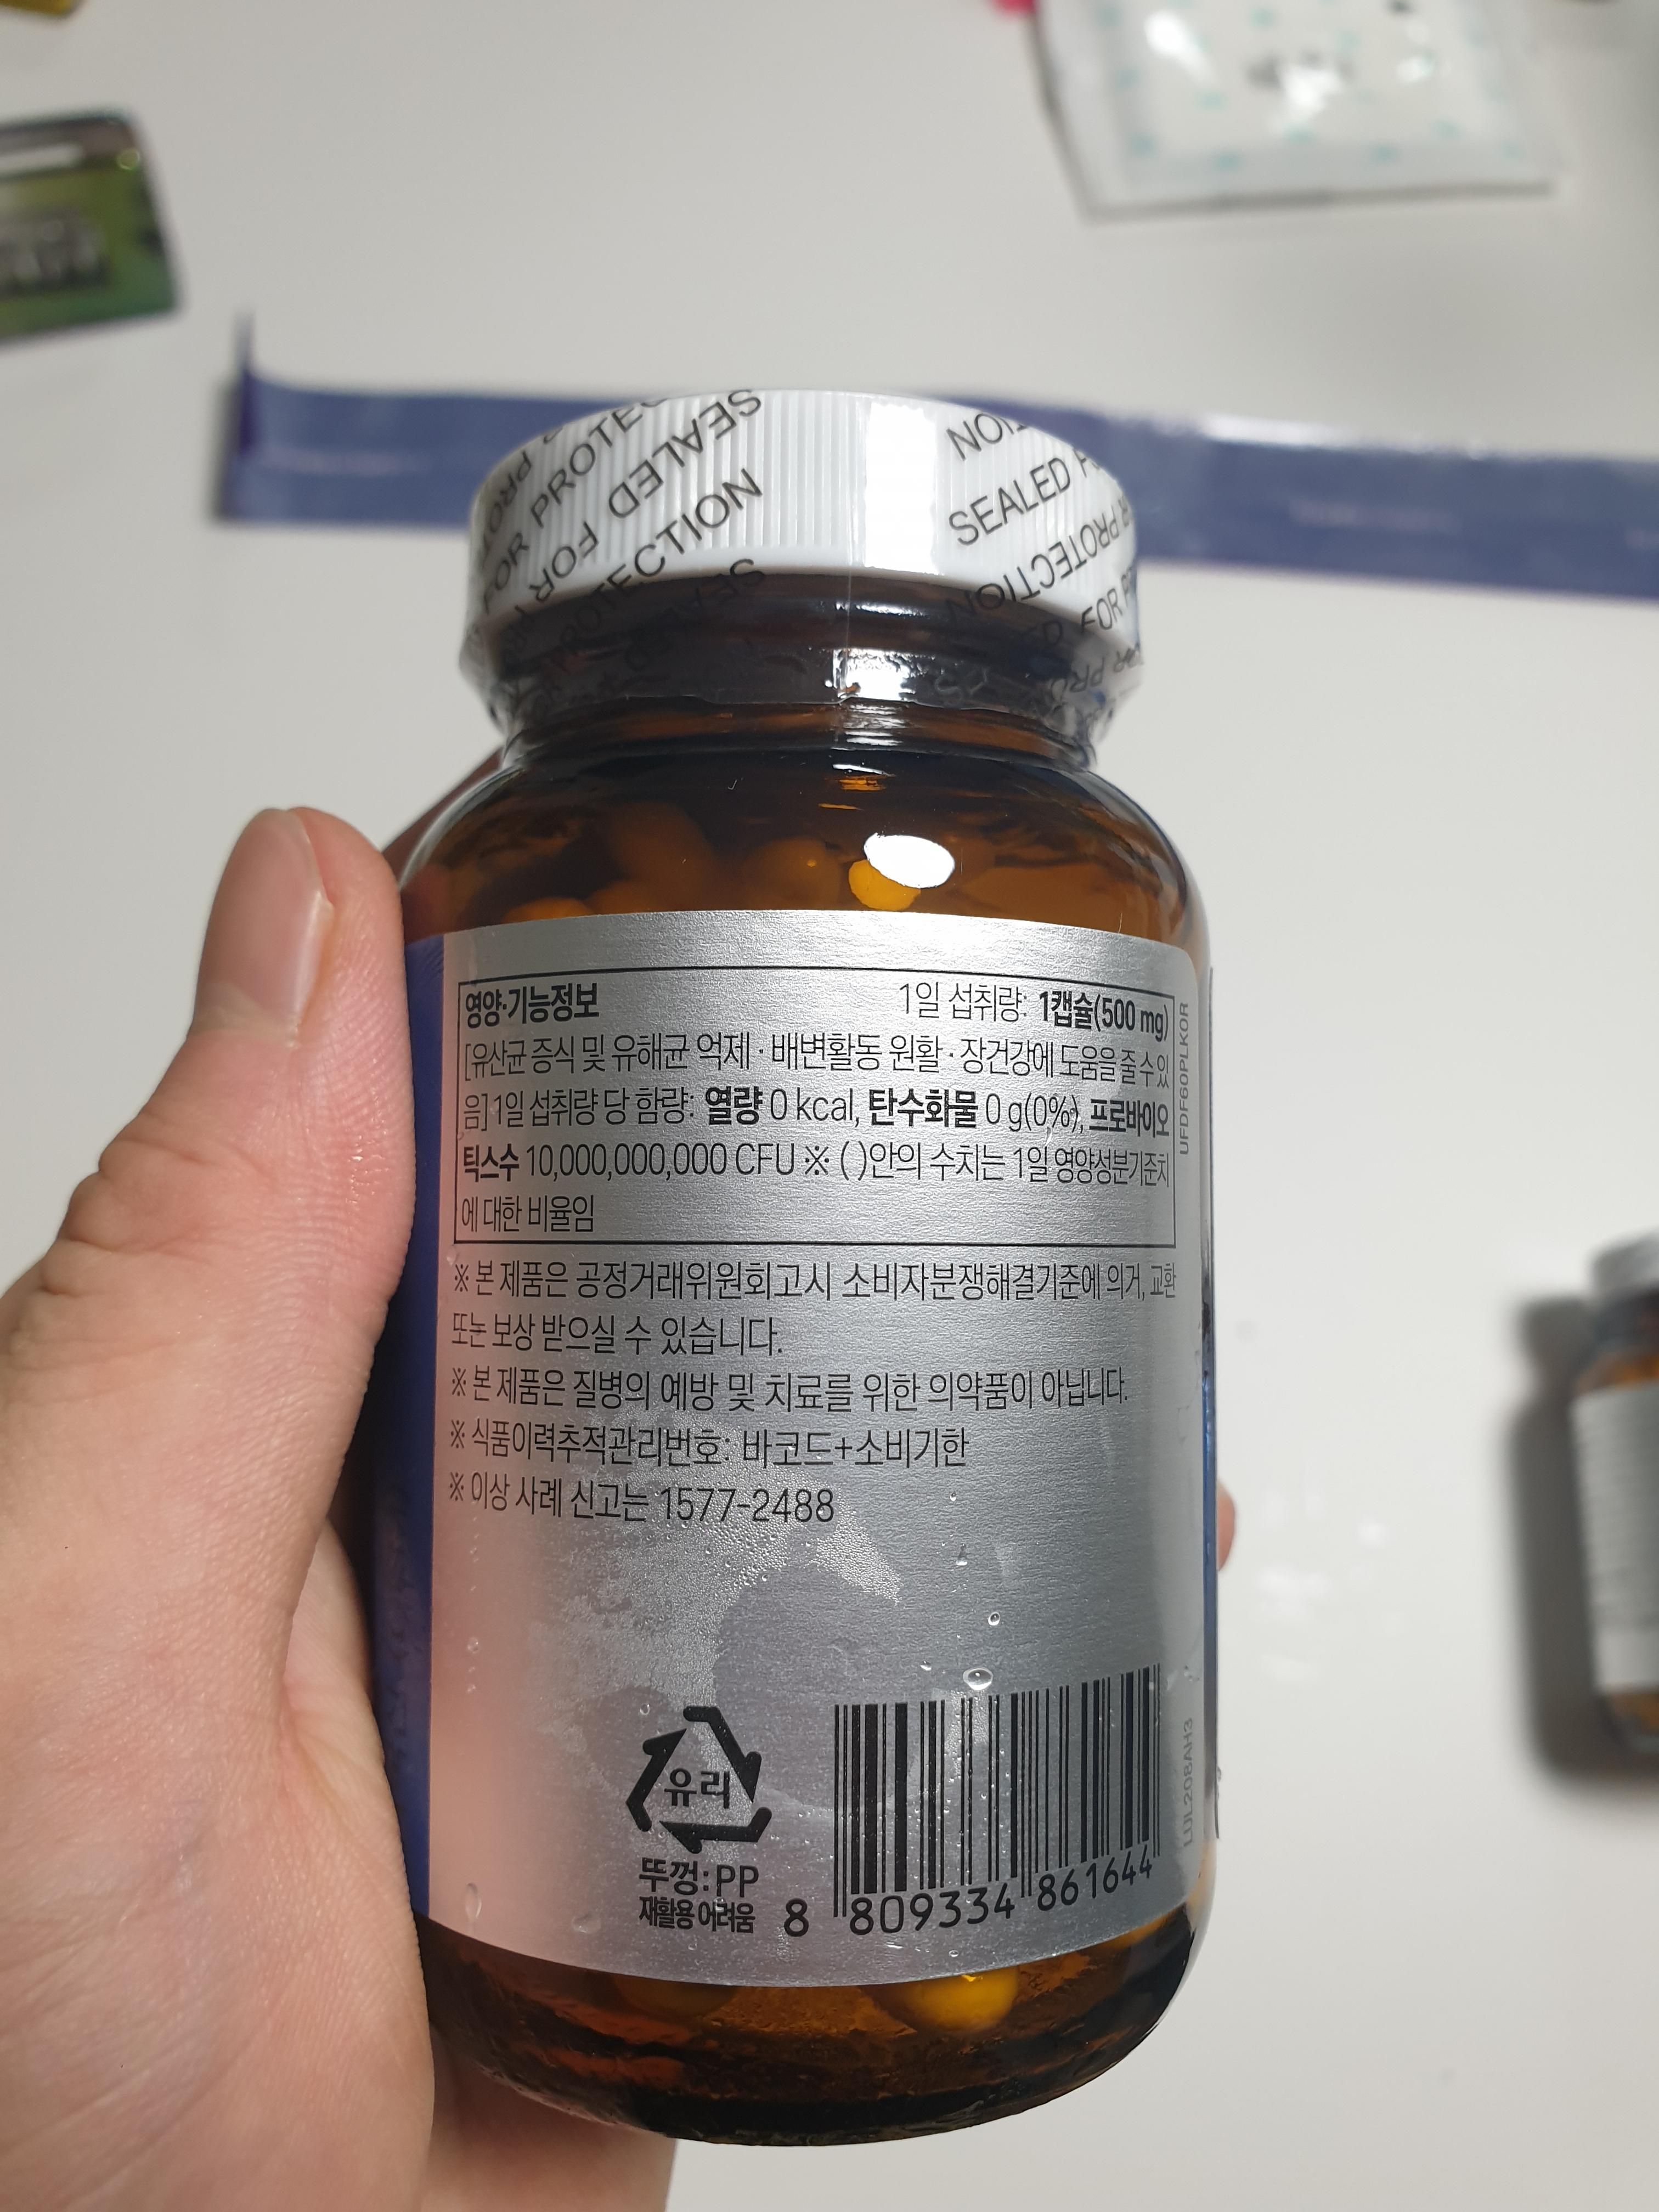 SEALED
FOR PROTEC
SEALED FOR
PROTECTION
SEALED
PROTECTION
FOR
영양·기능정보 1일 섭취량: 1캡슐(500 mg)
[유산균 증식 및 유해균 억제·배변활동 원활·장건강에 도움을 줄 수 있
음] 1일 섭취량 당 함량: 열량 0 kcal, 탄수화물 0 g(0%), 프로바이오
틱스수 10,000,000,000 CFU ※ ( )안의 수치는 1일 영양성분기준치
에 대한 비율임
UFDF60PLKOR
※ 본 제품은 공정거래위원회고시 소비자분쟁해결기준에 의거, 교환
또는 보상 받으실 수 있습니다.
※ 본 제품은 질병의 예방 및 치료를 위한 의약품이 아닙니다.
※ 식품이력추적관리번호: 바코드+소비기한
※ 이상 사례 신고는 1577-2488
유리
뚜껑:PP
재활용 어려움
8 809334 861644